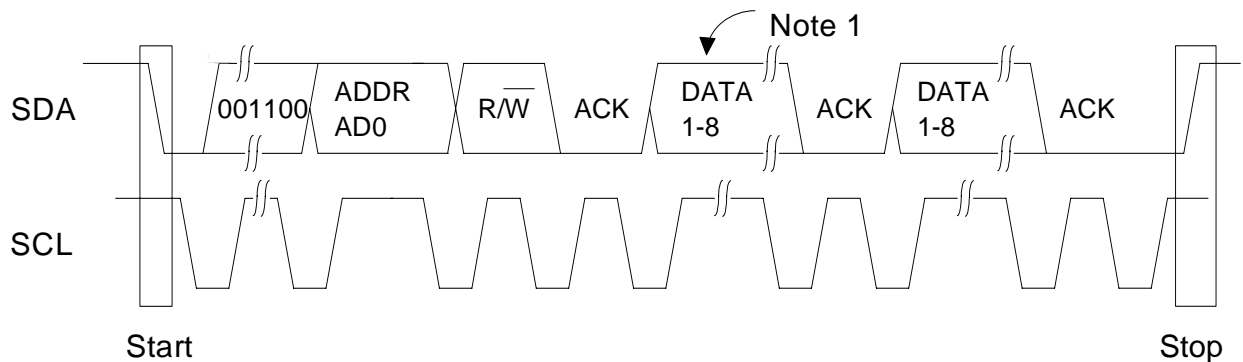 Note 1
SDA
001100
ADDR
AD0
R/W
ACK
DATA
1-8
ACK
DATA
1-8
ACK
SCL
Start
Stop